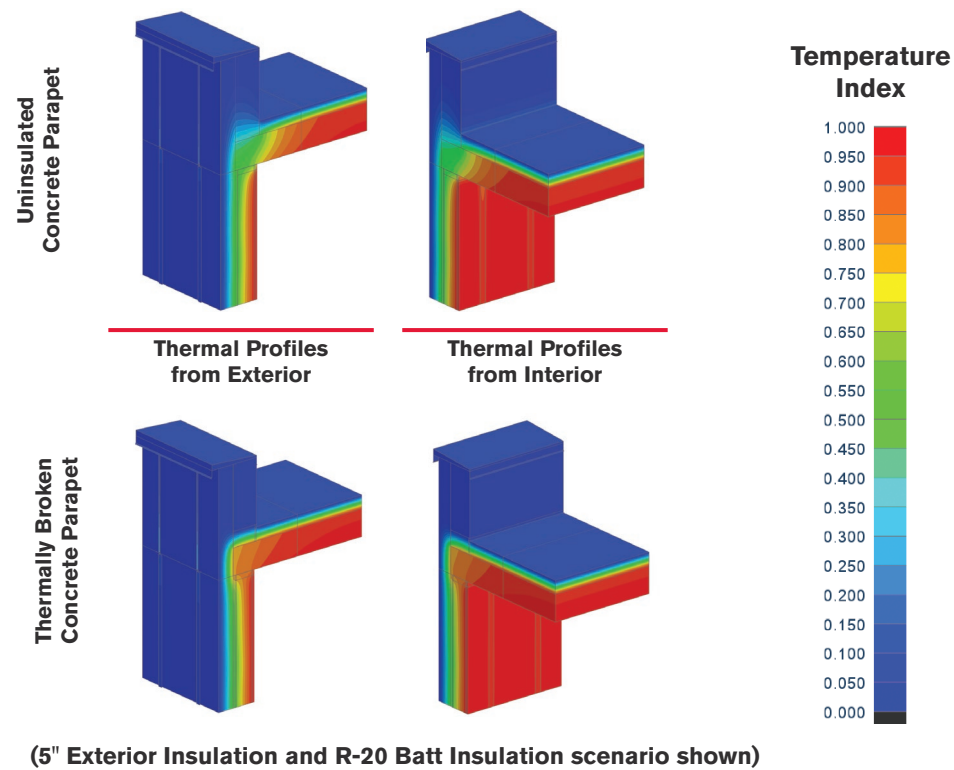 Uninsulated
Concrete Parapet
Thermal Profiles
from Exterior
Thermal Profiles
from Interior
Thermally Broken
Concrete Parapet
Temperature
Index
1.000
0.950
0.900
0.850
0.800
0.750
0.700
0.650
0.600
0.550
0.500
0.450
0.400
0.350
0.300
0.250
0.200
0.150
0.100
0.050
0.000
(5" Exterior Insulation and R-20 Batt Insulation scenario shown)